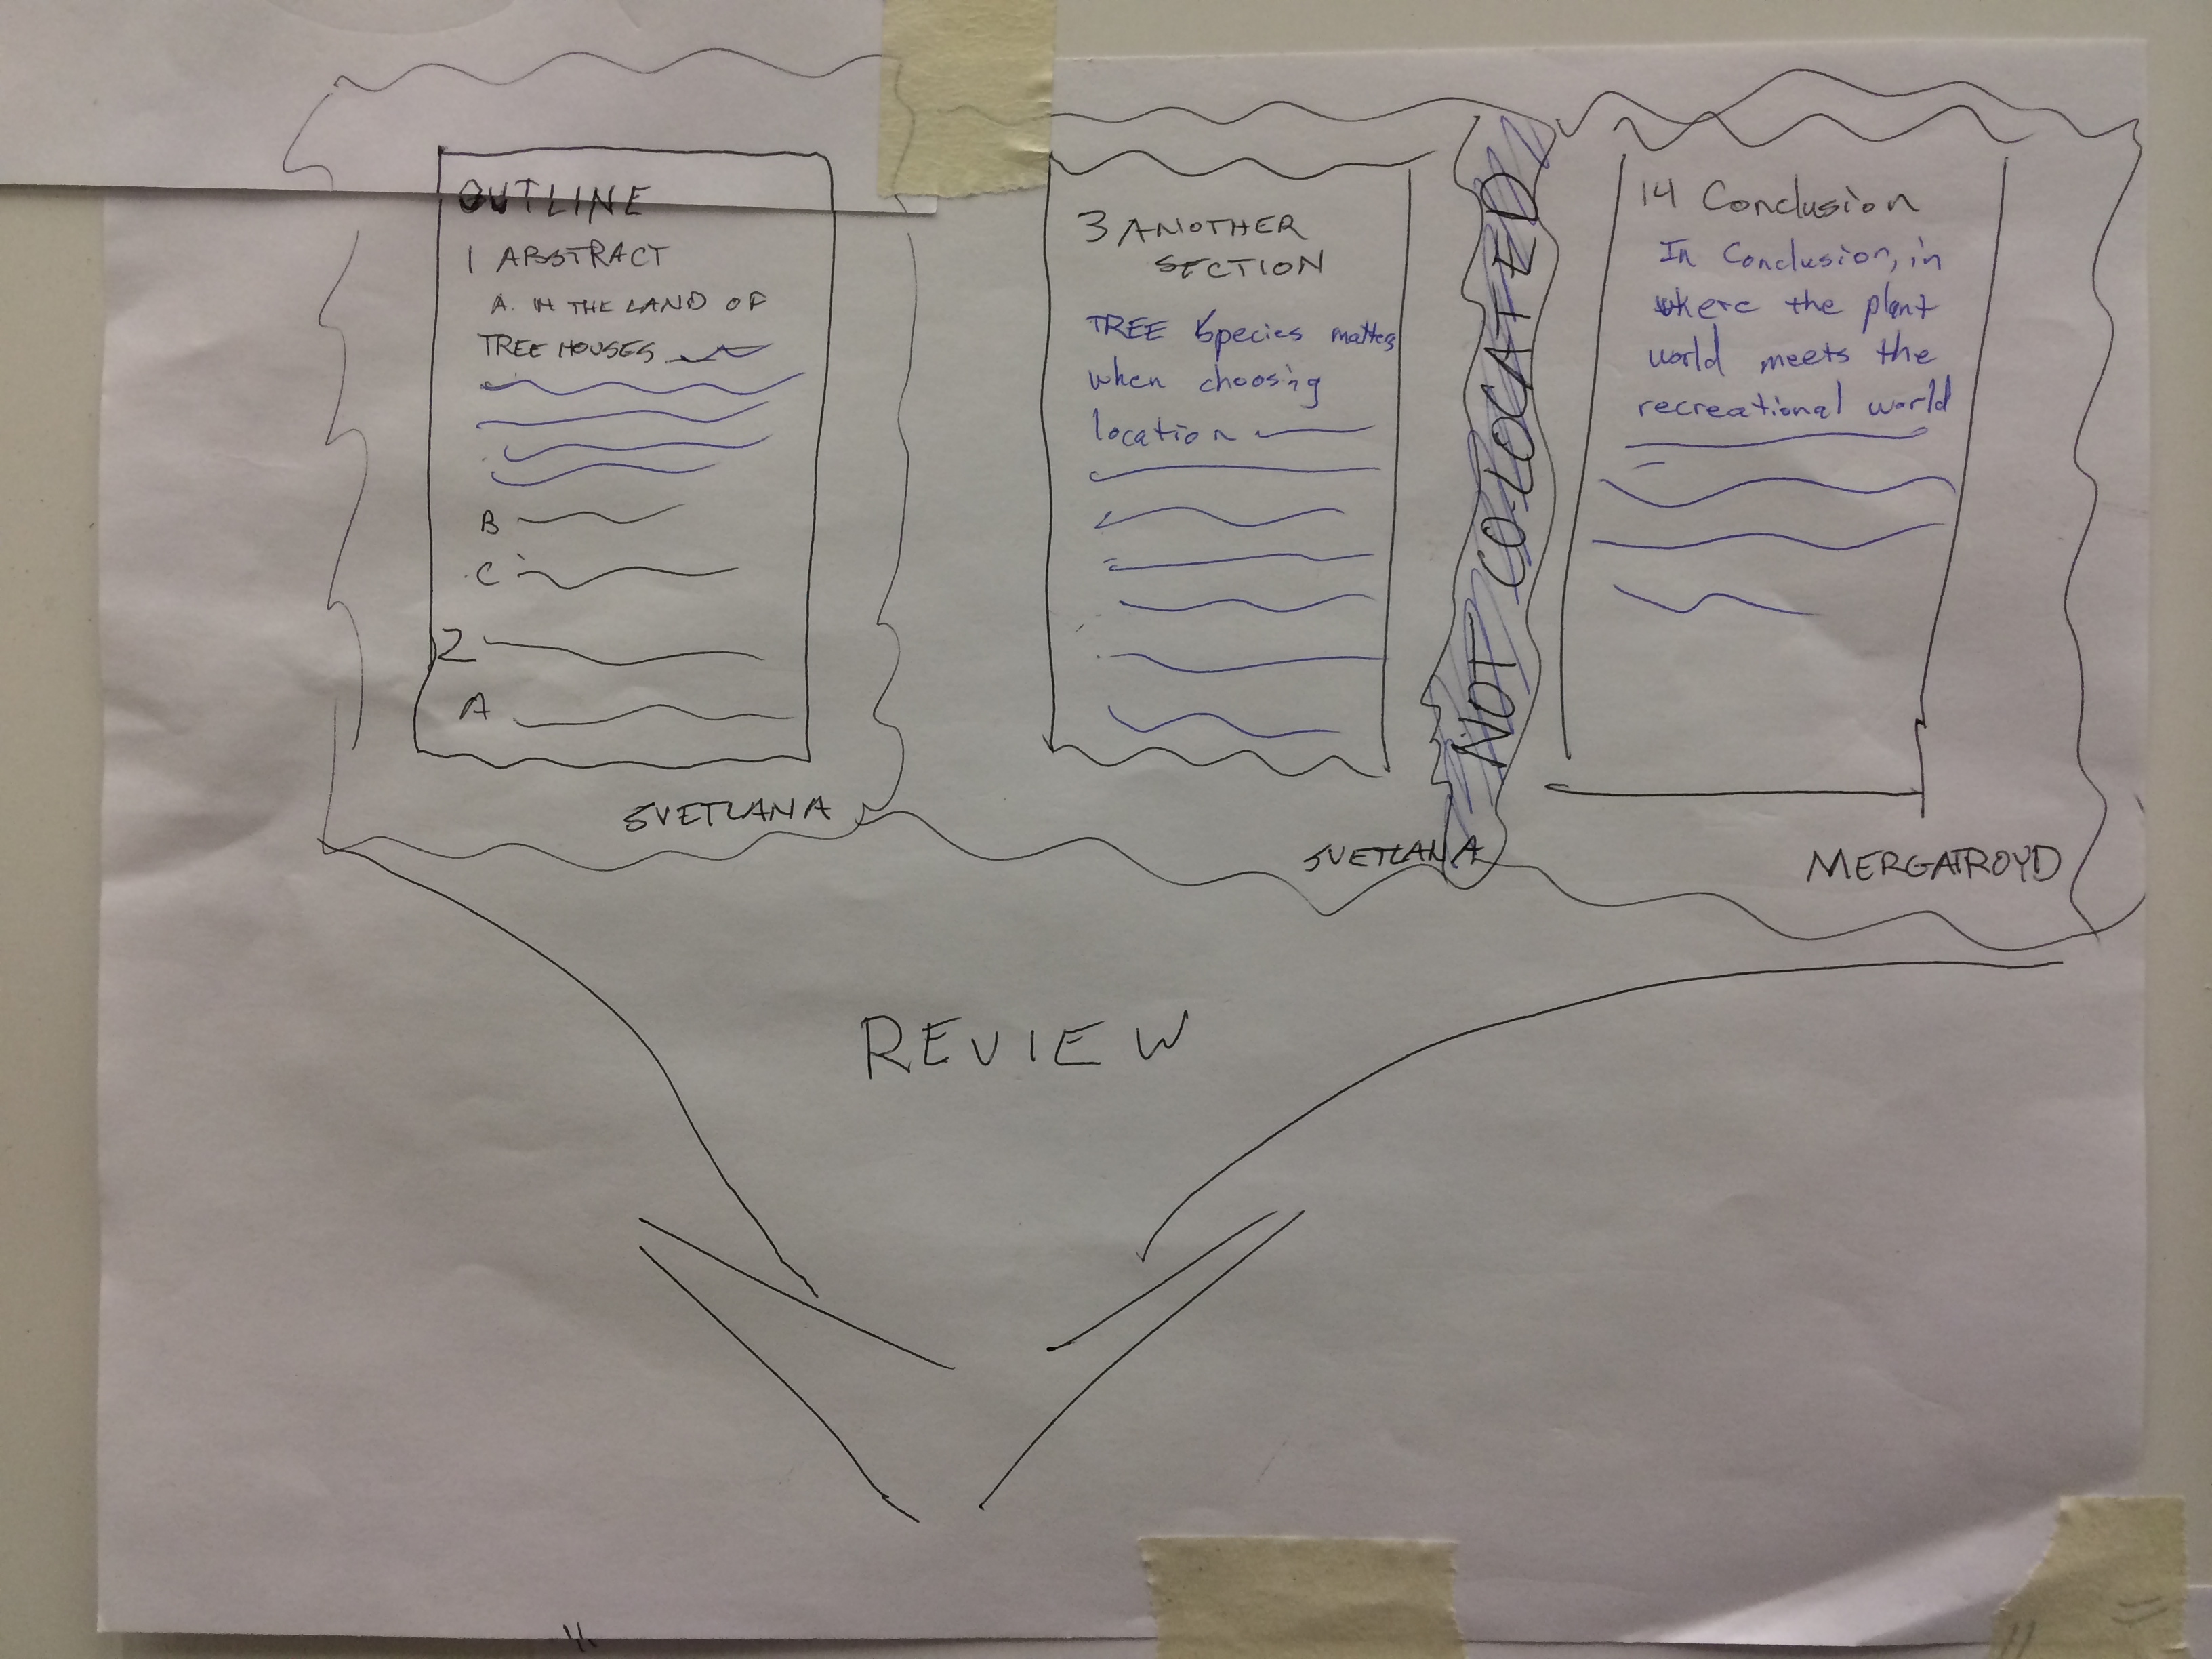 OUTLINE
1 ABSTRACT
A. IN THE LAND OF
TREE HOUSES
B
C
2
A
SVETLANA
3 ANOTHER
SECTION
TREE Species matters
when choosing
location
SVETLANA
NOT CO-LOCATED
14 Conclusion
In Conclusion, in
where the plant
world meets the
recreational world
MERGATROYD
REVIEW